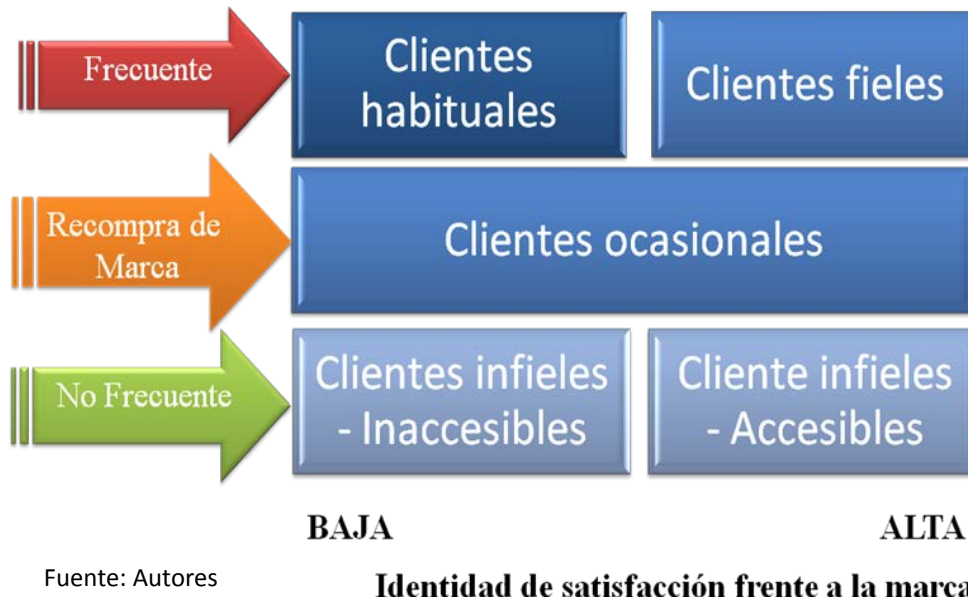 Frecuente
Clientes
habituales
Clientes fieles
Recompra de
Marca
Clientes ocasionales
No Frecuente
Clientes infieles
- Inaccesibles
Cliente infieles
- Accesibles
BAJA
ALTA
Fuente: Autores
Identidad de satisfacción frente a la marca